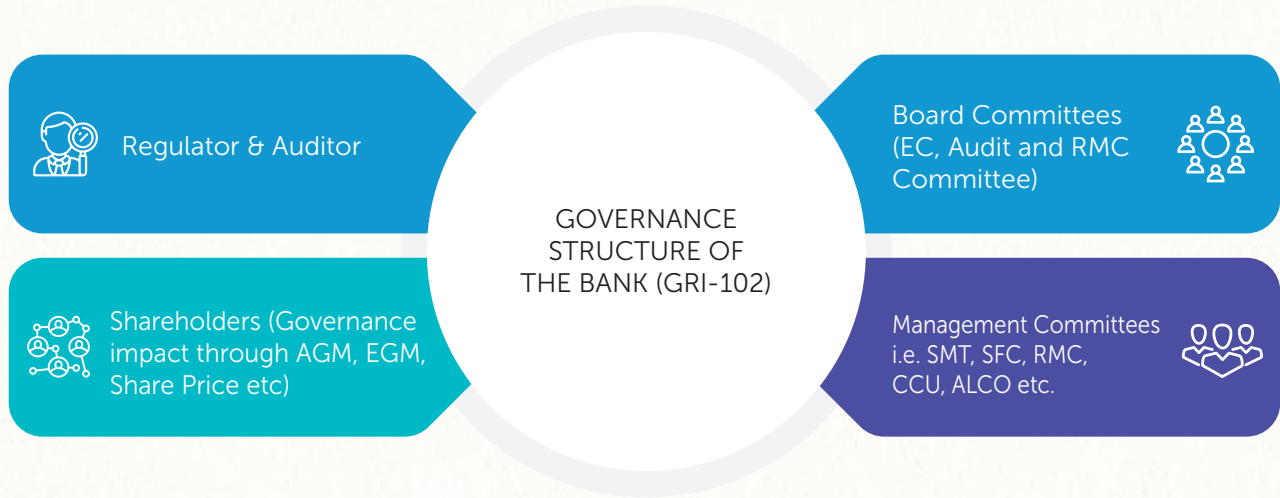 Regulator & Auditor
Shareholders (Governance
impact through AGM, EGM,
Share Price etc)
GOVERNANCE
STRUCTURE OF
THE BANK (GRI-102)
Board Committees
(EC, Audit and RMC
Committee)
Management Committees
i.e. SMT, SFC, RMC,
CCU, ALCO etc.